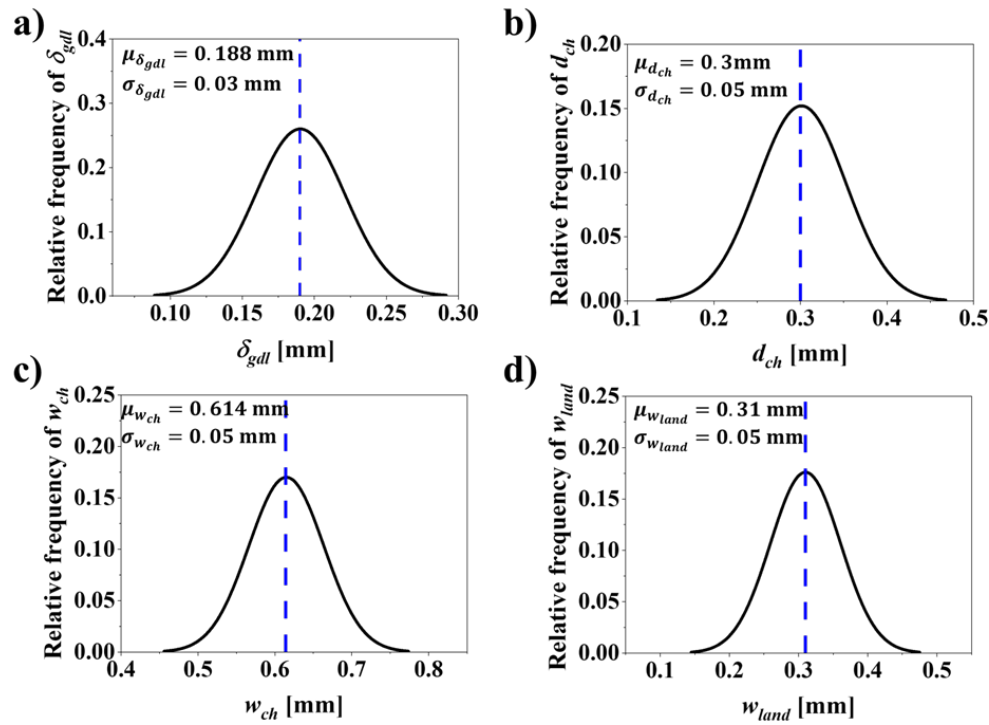 a)
Relative frequency of δgdl
0.4
0.3
0.2
0.1
0.0
μδgdl = 0.188 mm
σδgdl = 0.03 mm
0.10 0.20 0.30
δgdl [mm]
b)
Relative frequency of dch
0.20
0.15
0.10
0.05
0.00
μdch = 0.3mm
σdch = 0.05 mm
0.1 0.2 0.3 0.4 0.5
dch [mm]
c)
Relative frequency of wch
0.25
0.20
0.15
0.10
0.05
0.00
μwch = 0.614 mm
σwch = 0.05 mm
0.4 0.5 0.6 0.7 0.8
wch [mm]
d)
Relative frequency of wland
0.25
0.20
0.15
0.10
0.05
0.00
μwland = 0.31 mm
σwland = 0.05 mm
0.1 0.2 0.3 0.4 0.5
wland [mm]